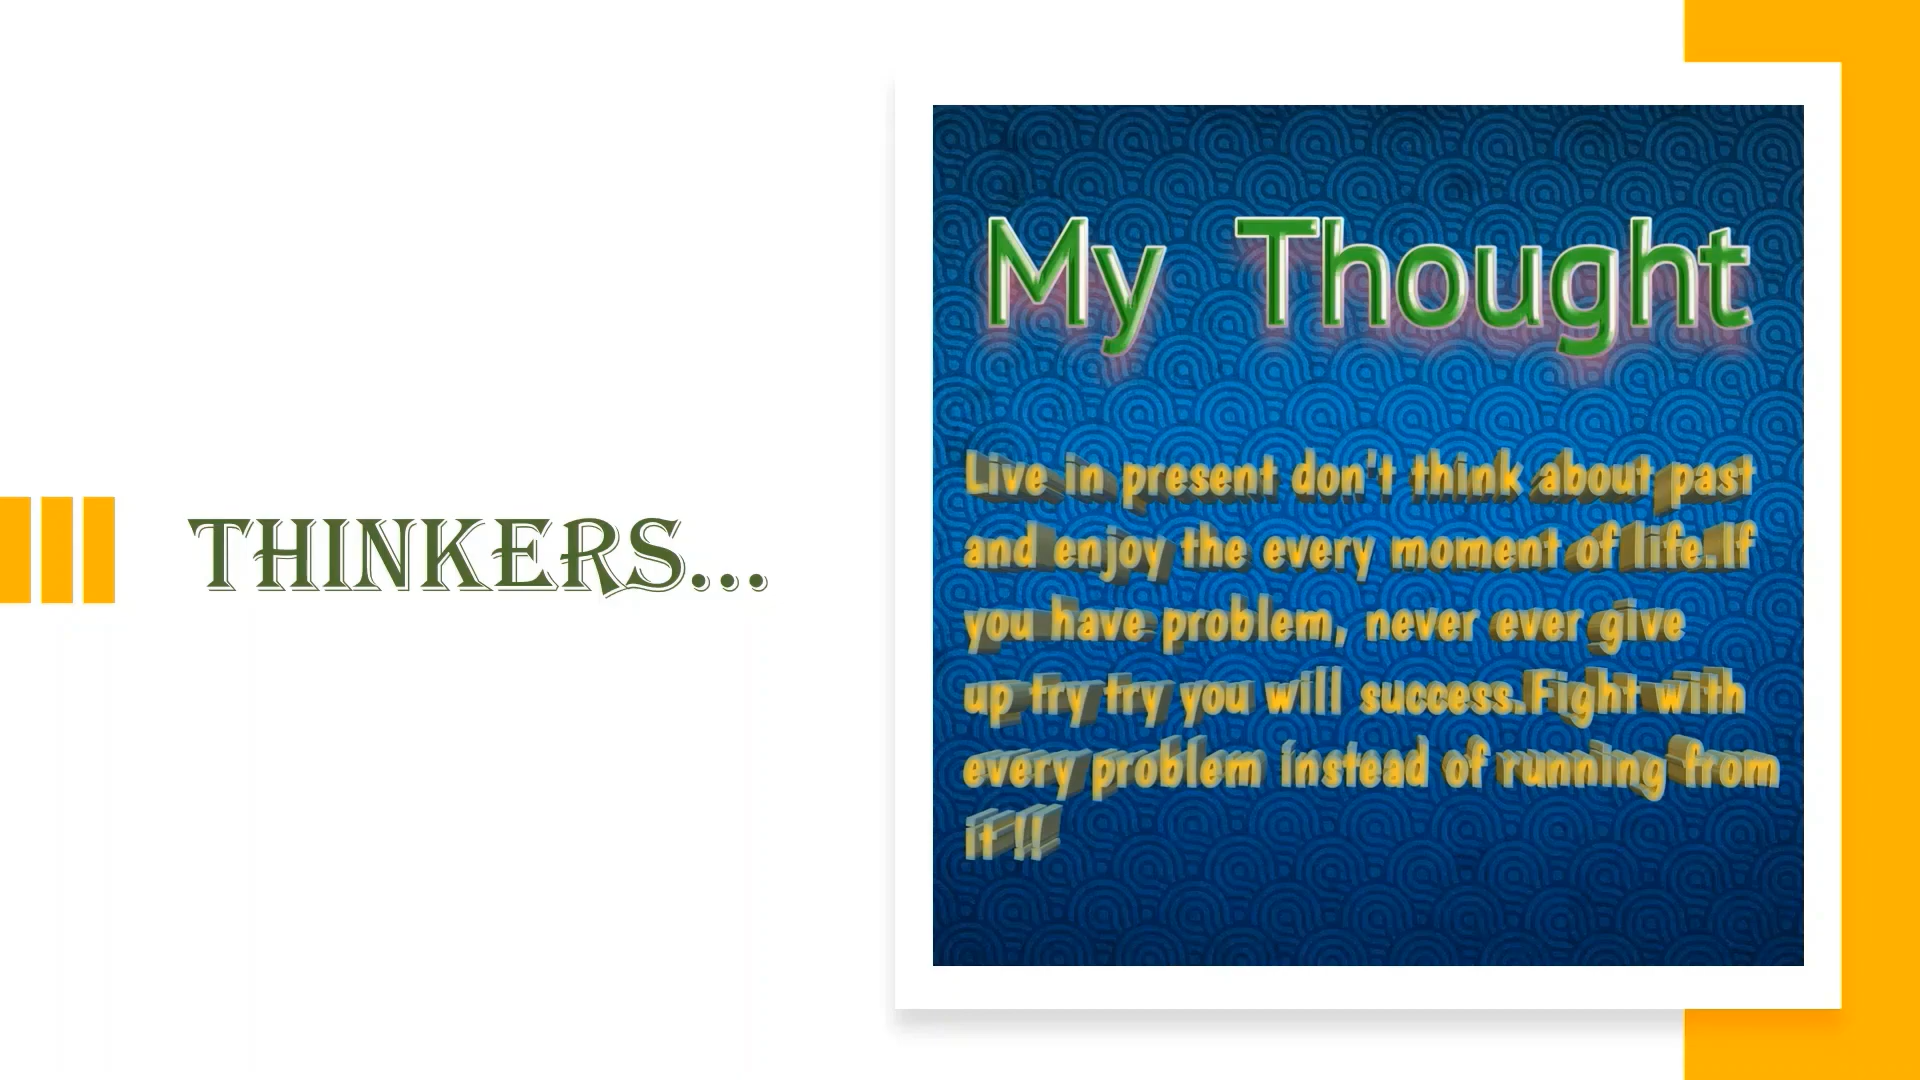 THINKERS...
My Thought
Live in present don't think about past
and enjoy the every moment of life.If
you have problem, never ever give
up try try you will success.Fight with
every problem instead of running from
it !!